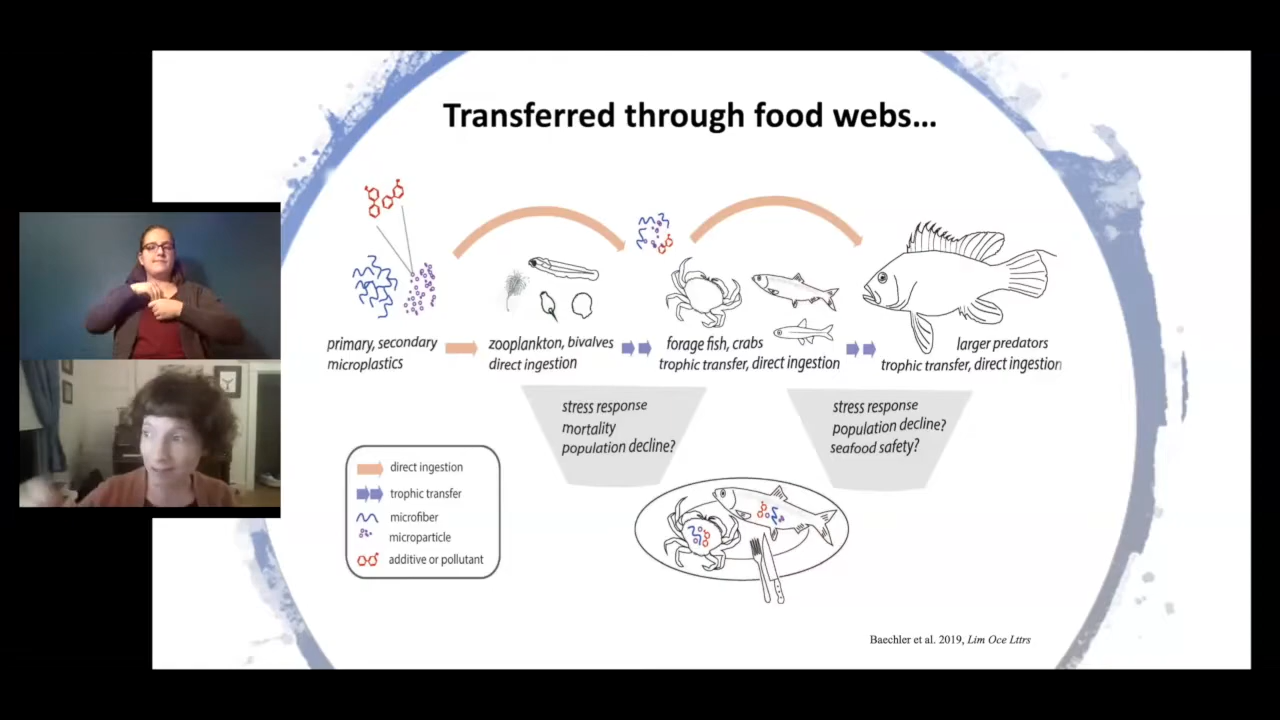 Transferred through food webs...
primary, secondary
microplastics
zooplankton, bivalves
direct ingestion
forage fish, crabs
trophic transfer, direct ingestion
larger predators
trophic transfer, direct ingestion
stress response
mortality
population decline?
stress response
population decline?
seafood safety?
direct ingestion
trophic transfer
microfiber
microparticle
additive or pollutant
Baechler et al. 2019, Lim Oce Lttrs